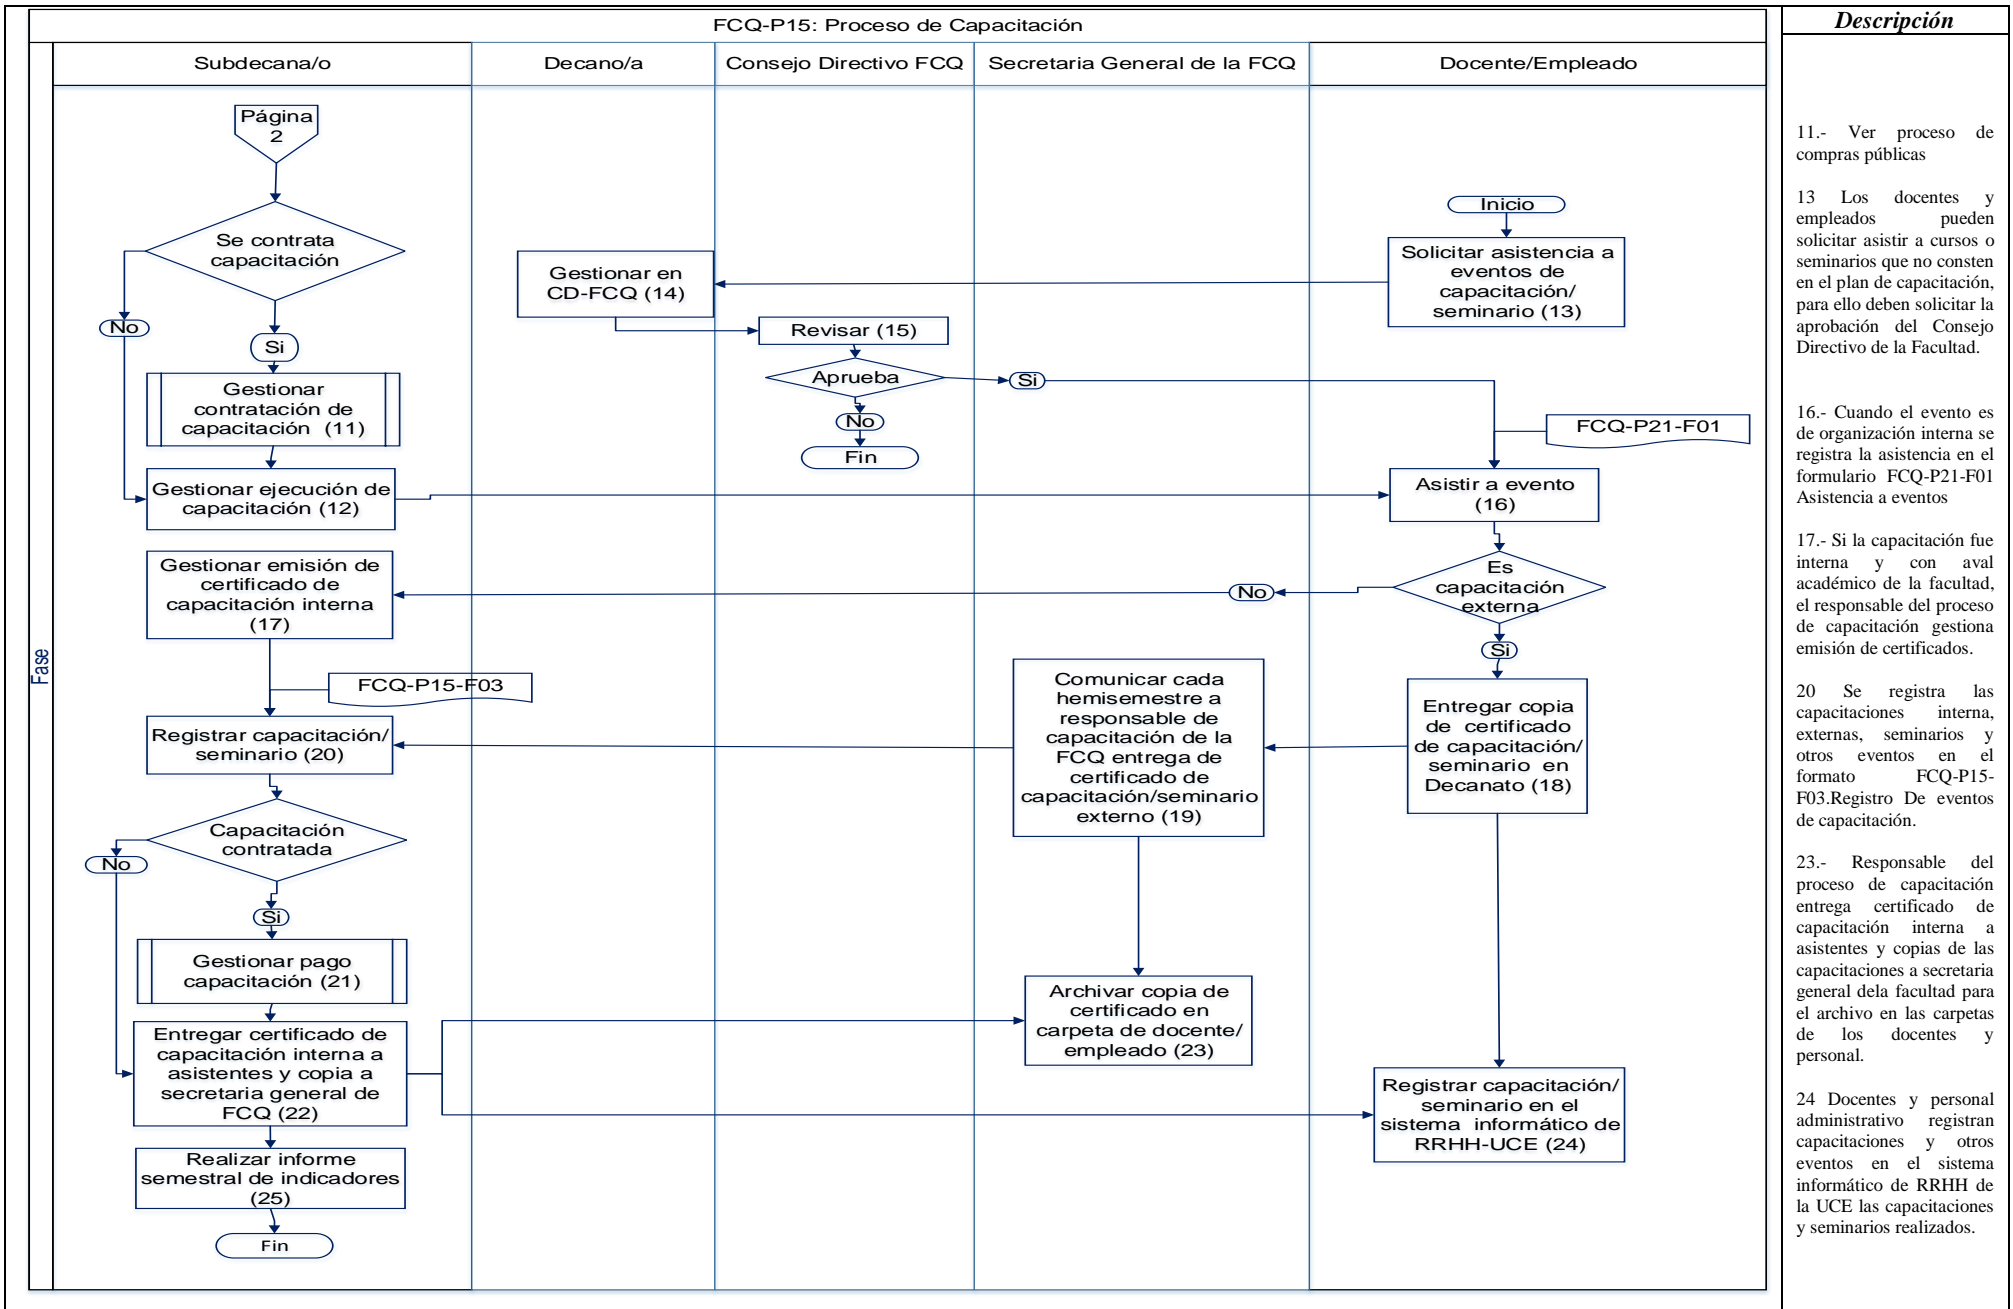 FCQ-P15: Proceso de Capacitación
Subdecana/o
Decano/a
Consejo Directivo FCQ
Secretaria General de la FCQ
Docente/Empleado
Fase
Página
2
Se contrata
capacitación
No
Si
Gestionar
contratación de
capacitación (11)
Gestionar ejecución de
capacitación (12)
Gestionar emisión de
certificado de
capacitación interna
(17)
FCQ-P15-F03
Registrar capacitación/
seminario (20)
Capacitación
contratada
No
Si
Gestionar pago
capacitación (21)
Entregar certificado de
capacitación interna a
asistentes y copia a
secretaria general de
FCQ (22)
Realizar informe
semestral de indicadores
(25)
Fin
Gestionar en
CD-FCQ (14)
Revisar (15)
Aprueba
No
Fin
Si
Comunicar cada
hemisemestre a
responsable de
capacitación de la
FCQ entrega de
certificado de
capacitación/seminario
externo (19)
Archivar copia de
certificado en
carpeta de docente/
empleado (23)
Inicio
Solicitar asistencia a
eventos de
capacitación/
seminario (13)
FCQ-P21-F01
Asistir a evento
(16)
Es
capacitación
externa
No
Si
Entregar copia
de certificado
de capacitación/
seminario en
Decanato (18)
Registrar capacitación/
seminario en el
sistema informático de
RRHH-UCE (24)
Descripción
11.- Ver proceso de
compras públicas
13 Los docentes y
empleados pueden
solicitar asistir a cursos o
seminarios que no consten
en el plan de capacitación,
para ello deben solicitar la
aprobación del Consejo
Directivo de la Facultad.
16.- Cuando el evento es
de organización interna se
registra la asistencia en el
formulario FCQ-P21-F01
Asistencia a eventos
17.- Si la capacitación fue
interna y con aval
académico de la facultad,
el responsable del proceso
de capacitación gestiona
emisión de certificados.
20 Se registra las
capacitaciones interna,
externas, seminarios y
otros eventos en el
formato FCQ-P15-
F03.Registro De eventos
de capacitación.
23.- Responsable del
proceso de capacitación
entrega certificado de
capacitación interna a
asistentes y copias de las
capacitaciones a secretaria
general dela facultad para
el archivo en las carpetas
de los docentes y
personal.
24 Docentes y personal
administrativo registran
capacitaciones y otros
eventos en el sistema
informático de RRHH de
la UCE las capacitaciones
y seminarios realizados.